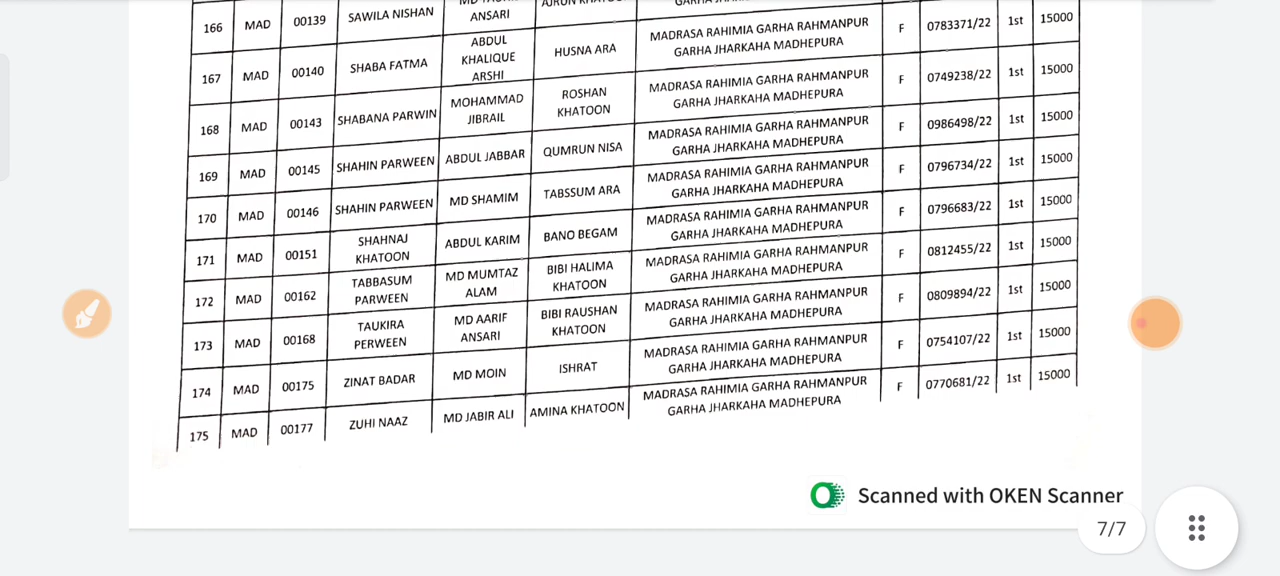 166 MAD 00139 SAWILA NISHAN ANSARI
167 MAD 00140 SHABA FATMA ABDUL KHALIQUE ARSHI HUSNA ARA MADRASA RAHIMIA GARHA RAHMANPUR GARHA JHARKAHA MADHEPURA F 0783371/22 1st 15000
168 MAD 00143 SHABANA PARWIN MOHAMMAD JIBRAIL ROSHAN KHATOON MADRASA RAHIMIA GARHA RAHMANPUR GARHA JHARKAHA MADHEPURA F 0749238/22 1st 15000
169 MAD 00145 SHAHIN PARWEEN ABDUL JABBAR QUMRUN NISA MADRASA RAHIMIA GARHA RAHMANPUR GARHA JHARKAHA MADHEPURA F 0986498/22 1st 15000
170 MAD 00146 SHAHIN PARWEEN MD SHAMIM TABSSUM ARA MADRASA RAHIMIA GARHA RAHMANPUR GARHA JHARKAHA MADHEPURA F 0796734/22 1st 15000
171 MAD 00151 SHAHNAJ KHATOON ABDUL KARIM BANO BEGAM MADRASA RAHIMIA GARHA RAHMANPUR GARHA JHARKAHA MADHEPURA F 0796683/22 1st 15000
172 MAD 00162 TABBASUM PARWEEN MD MUMTAZ ALAM BIBI HALIMA KHATOON MADRASA RAHIMIA GARHA RAHMANPUR GARHA JHARKAHA MADHEPURA F 0812455/22 1st 15000
173 MAD 00168 TAUKIRA PERWEEN MD AARIF ANSARI BIBI RAUSHAN KHATOON MADRASA RAHIMIA GARHA RAHMANPUR GARHA JHARKAHA MADHEPURA F 0809894/22 1st 15000
174 MAD 00175 ZINAT BADAR MD MOIN ISHRAT MADRASA RAHIMIA GARHA RAHMANPUR GARHA JHARKAHA MADHEPURA F 0754107/22 1st 15000
175 MAD 00177 ZUHI NAAZ MD JABIR ALI AMINA KHATOON MADRASA RAHIMIA GARHA RAHMANPUR GARHA JHARKAHA MADHEPURA F 0770681/22 1st 15000
Scanned with OKEN Scanner
7/7